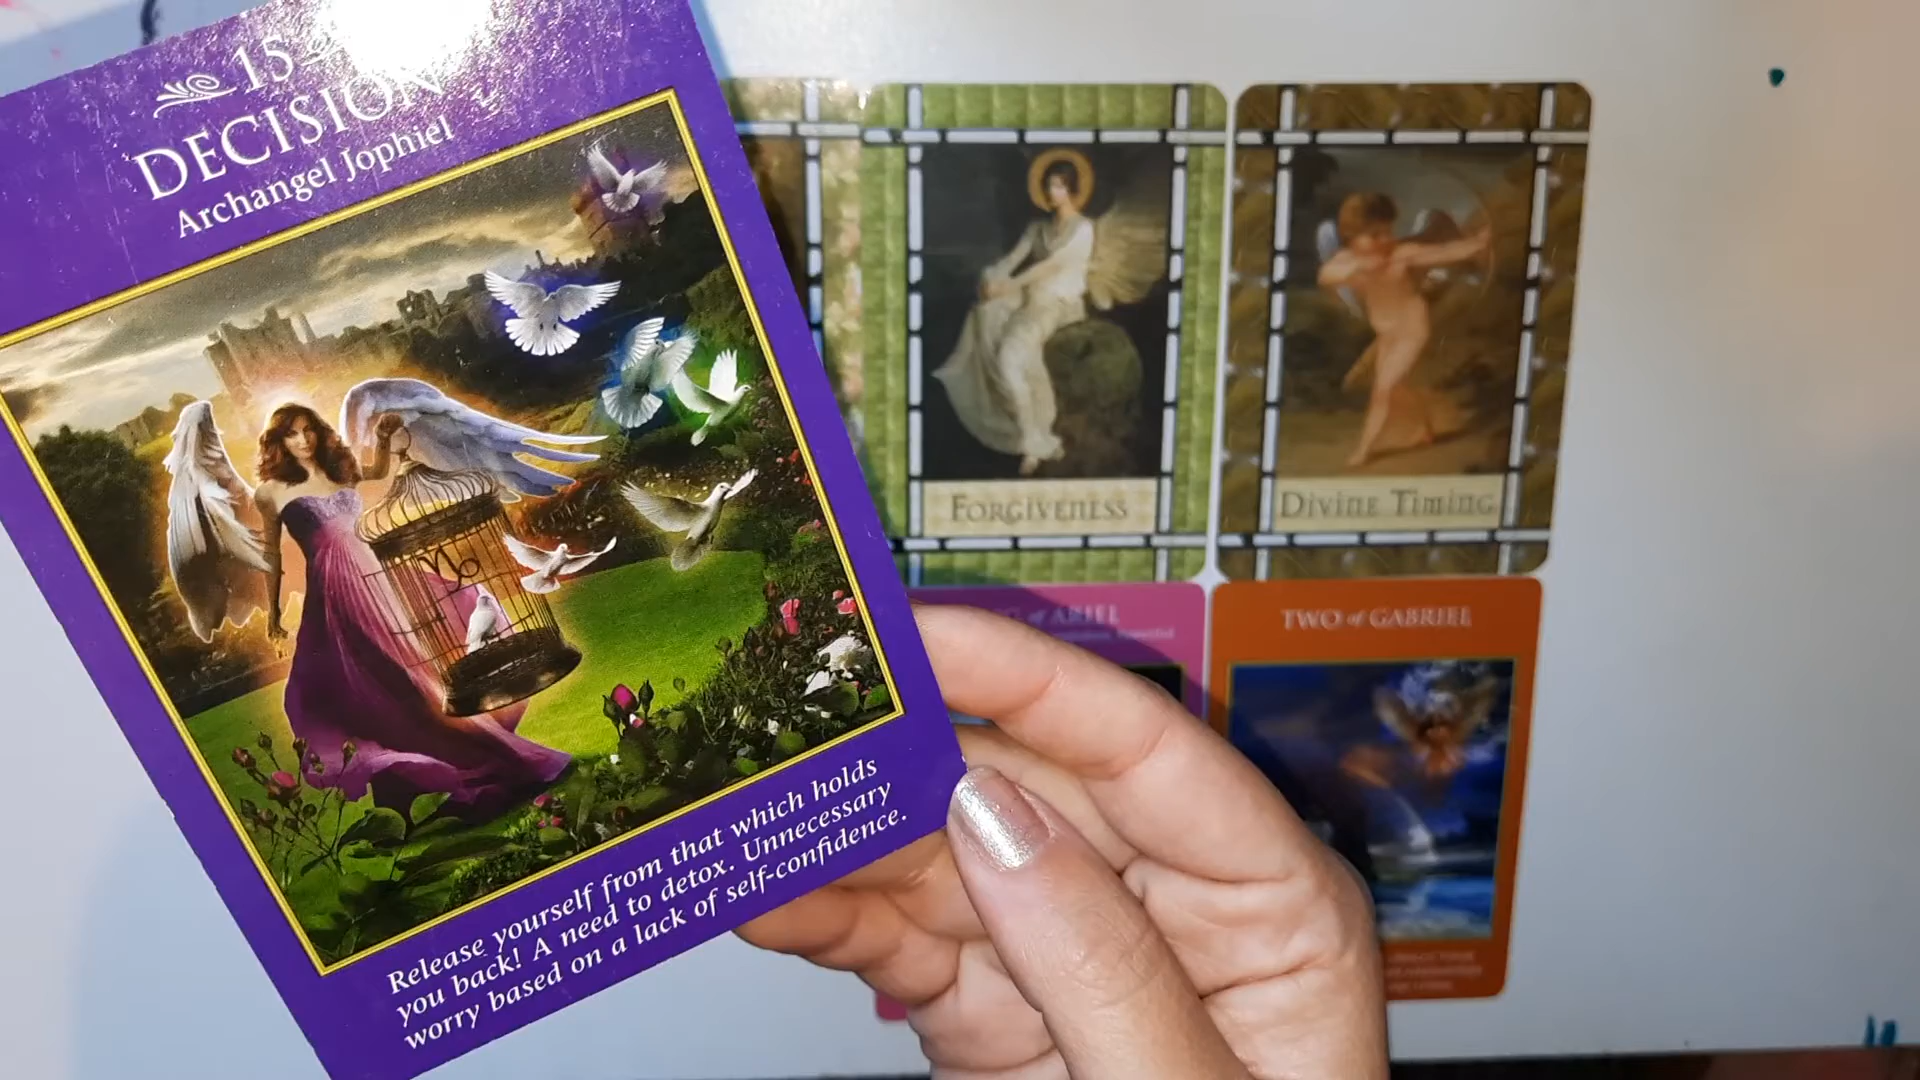 15
DECISION
Archangel Jophiel
Release yourself from that which holds
you back! A need to detox. Unnecessary
worry based on a lack of self-confidence.
FORGIVENESS
Divine Timing
of ARIEL
TWO of GABRIEL